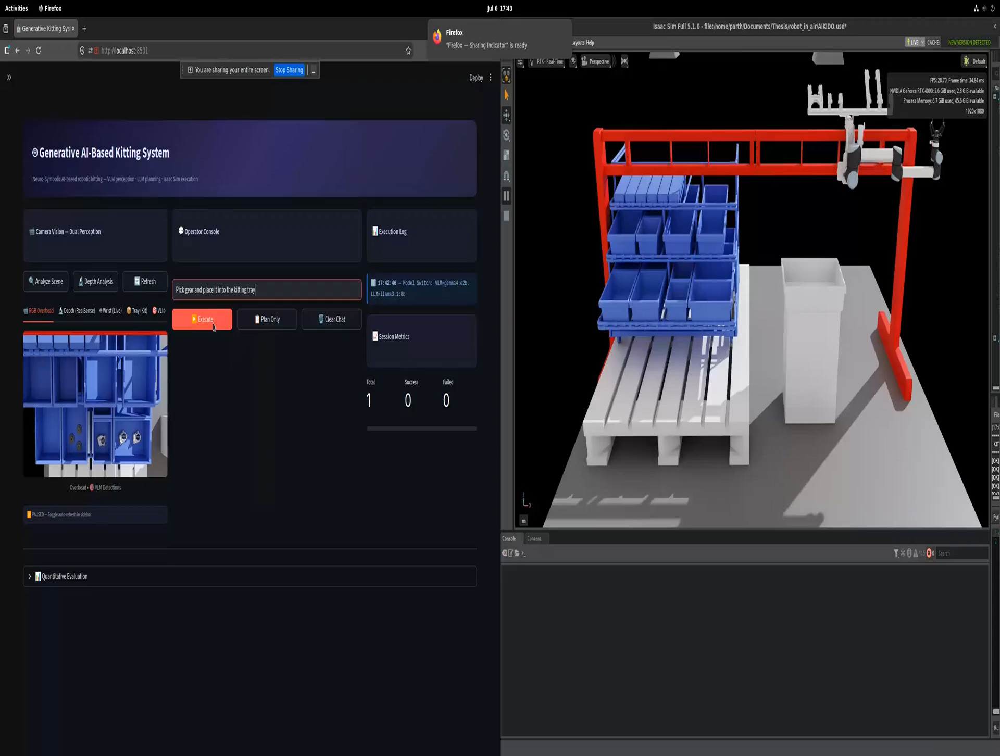 Activities Firefox
Jul 6 17:43
Generative Kitting Sys
http://localhost:8501
Firefox
“Firefox — Sharing Indicator” is ready
You are sharing your entire screen. Stop Sharing
Deploy
Generative AI-Based Kitting System
Neuro-Symbolic AI-based robotic kitting — VLM perception · LLM planning · Isaac Sim execution
Camera Vision — Dual Perception
Operator Console
Execution Log
Analyze Scene
Depth Analysis
Refresh
Pick gear and place it into the kitting tray
17:42:46 — Model Switch: VLM=gemma4:e2b,
LLM=llama3.1:8b
RGB Overhead
Depth (RealSense)
Wrist (Live)
Tray (Kit)
Execute
Plan Only
Clear Chat
Session Metrics
Total Success Failed
1 0 0
Overhead • VLM Detections
PAUSED — Toggle auto-refresh in sidebar
Quantitative Evaluation
Isaac Sim Full 5.1.0 - file:/home/parth/Documents/Thesis/robot_in_air/AIKIDO.usd*
ayouts Help
LIVE
CACHE:
NEW VERSION DETECTED
RTX - Real-Time
Perspective
Default
FPS: 28.70, Frame time: 34.84 ms
NVIDIA GeForce RTX 4090: 2.6 GiB used, 2.8 GiB available
Process Memory: 6.7 GiB used, 45.6 GiB available
1920x1080
Z
X
m
Console Content
115
0
Search
KIT
[OK]
[OK]
[OK]
[OK]